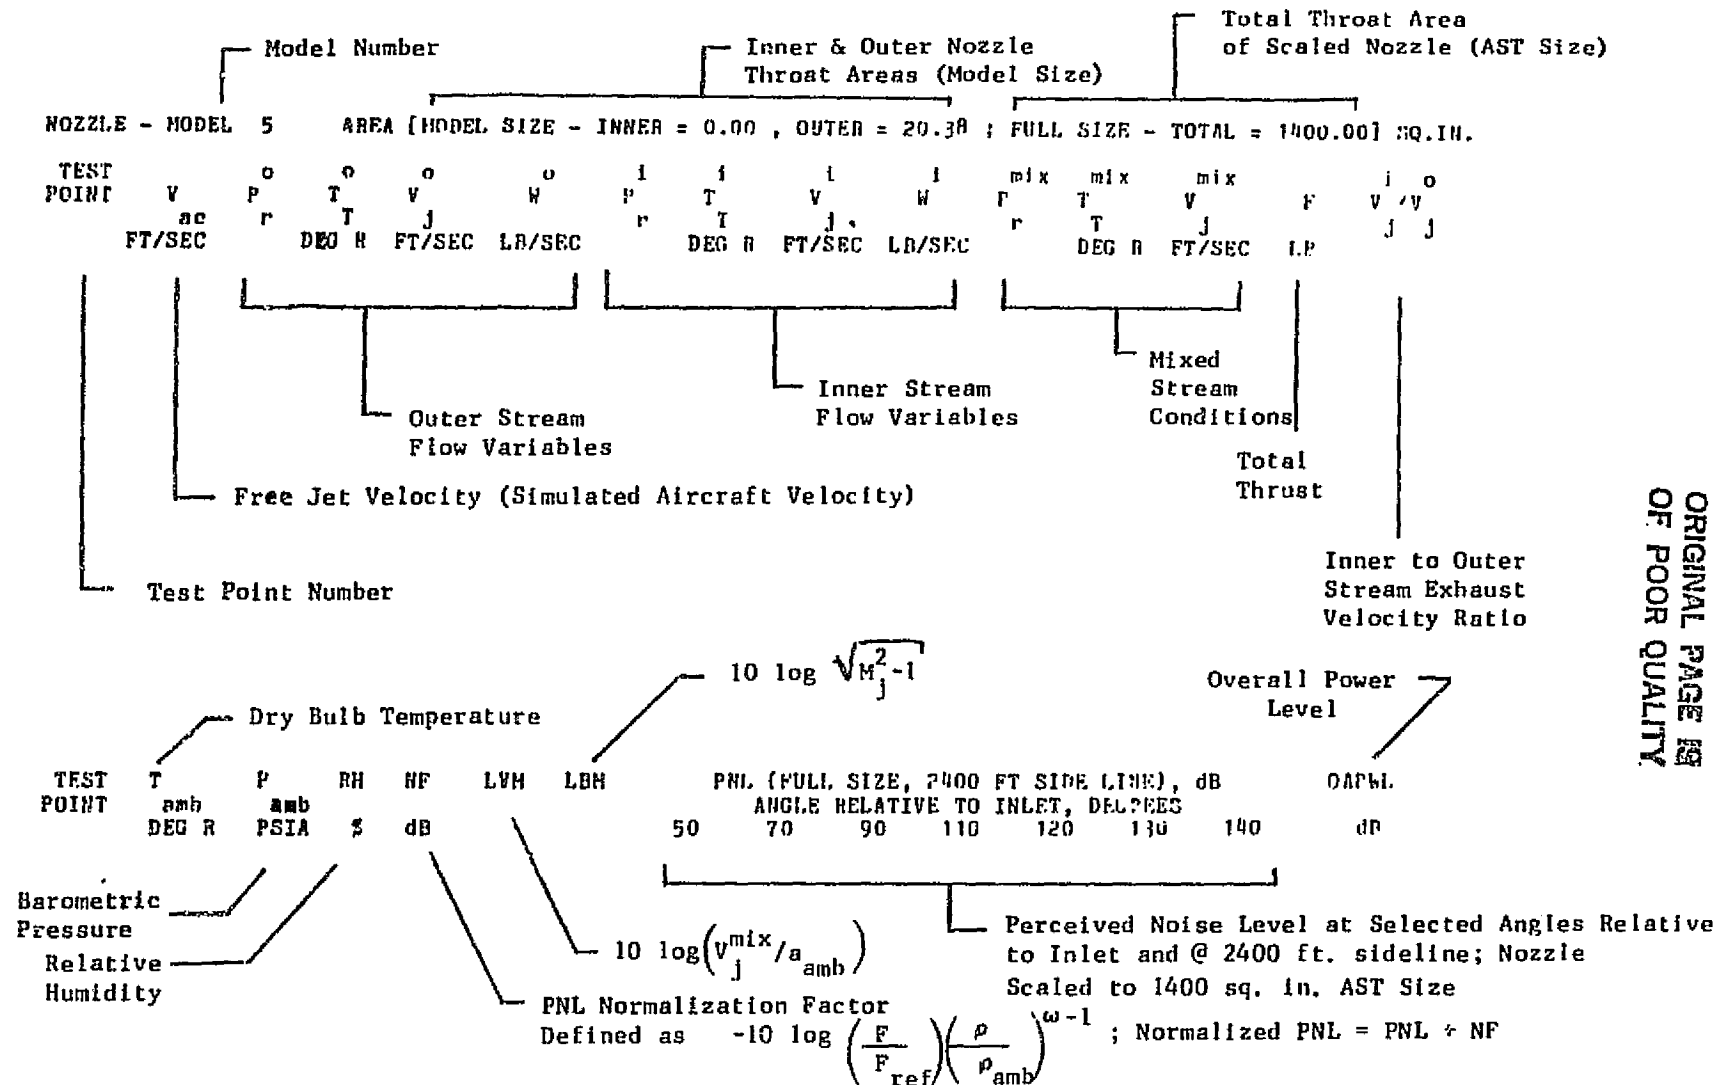 Total Throat Area
of Scaled Nozzle (AST Size)
Model Number
Inner & Outer Nozzle
Throat Areas (Model Size)
NOZZLE - MODEL 5 AREA [MODEL SIZE - INNER = 0.00 , OUTER = 20.38 ; FULL SIZE - TOTAL = 1400.00] SQ.IN.
TEST o o o o i i i i mix mix mix i o
POINT V P T V W P T V W P T V F V /V
ac r T j r T j r T j j j
FT/SEC DEG R FT/SEC LB/SEC DEG R FT/SEC LB/SEC DEG R FT/SEC LB
Mixed
Stream
Conditions
Inner Stream
Flow Variables
Outer Stream
Flow Variables
Total
Thrust
Free Jet Velocity (Simulated Aircraft Velocity)
Inner to Outer
Stream Exhaust
Velocity Ratio
Test Point Number
ORIGINAL PAGE IS
OF POOR QUALITY
10 log √(M_j^2-1)
Overall Power
Level
Dry Bulb Temperature
TEST T P RH NF LVM LBM PNL (FULL SIZE, 2400 FT SIDE LINE), dB OAPWL
POINT amb amb ANGLE RELATIVE TO INLET, DEGREES
DEG R PSIA % dB 50 70 90 110 120 130 140 dB
Barometric
Pressure
Relative
Humidity
10 log(V_j^mix/a_amb)
Perceived Noise Level at Selected Angles Relative
to Inlet and @ 2400 ft. sideline; Nozzle
Scaled to 1400 sq. in. AST Size
PNL Normalization Factor
Defined as -10 log (F/F_ref)(ρ/ρ_amb)^ω-1 ; Normalized PNL = PNL + NF